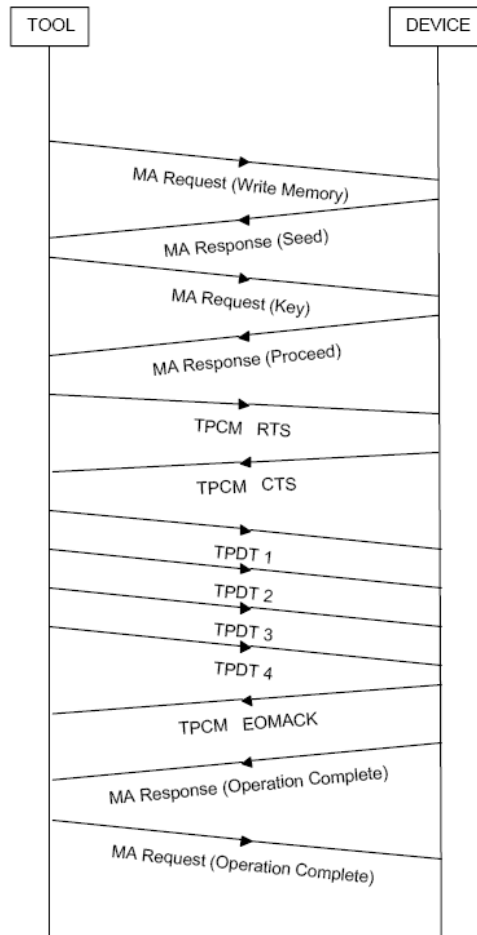 TOOL
DEVICE
MA Request (Write Memory)
MA Response (Seed)
MA Request (Key)
MA Response (Proceed)
TPCM RTS
TPCM CTS
TPDT 1
TPDT 2
TPDT 3
TPDT 4
TPCM EOMACK
MA Response (Operation Complete)
MA Request (Operation Complete)